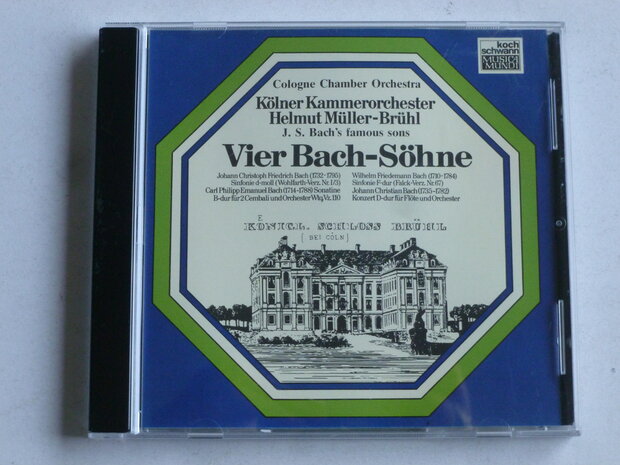 koch
schwann
MUSICA
MUNDI
Cologne Chamber Orchestra
Kölner Kammerorchester
Helmut Müller-Brühl
J. S. Bach's famous sons
Vier Bach-Söhne
Johann Christoph Friedrich Bach (1732-1795)
Sinfonie d-moll (Wohlfarth-Verz. Nr. 1/3)
Carl Philipp Emanuel Bach (1714-1788) Sonatine
B-dur für 2 Cembali und Orchester Wq.Vz. 110
Wilhelm Friedemann Bach (1710-1784)
Sinfonie F-dur (Falck-Verz. Nr. 67)
Johann Christian Bach (1735-1782)
Konzert D-dur für Flöte und Orchester
KÖNIGL. SCHLOSS BRÜHL
[BEI CÖLN]